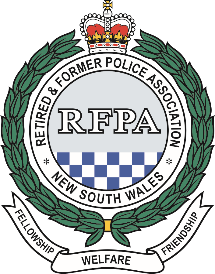 RETIRED & FORMER POLICE ASSOCIATION
RFPA
* NEW SOUTH WALES *
FELLOWSHIP
WELFARE
FRIENDSHIP